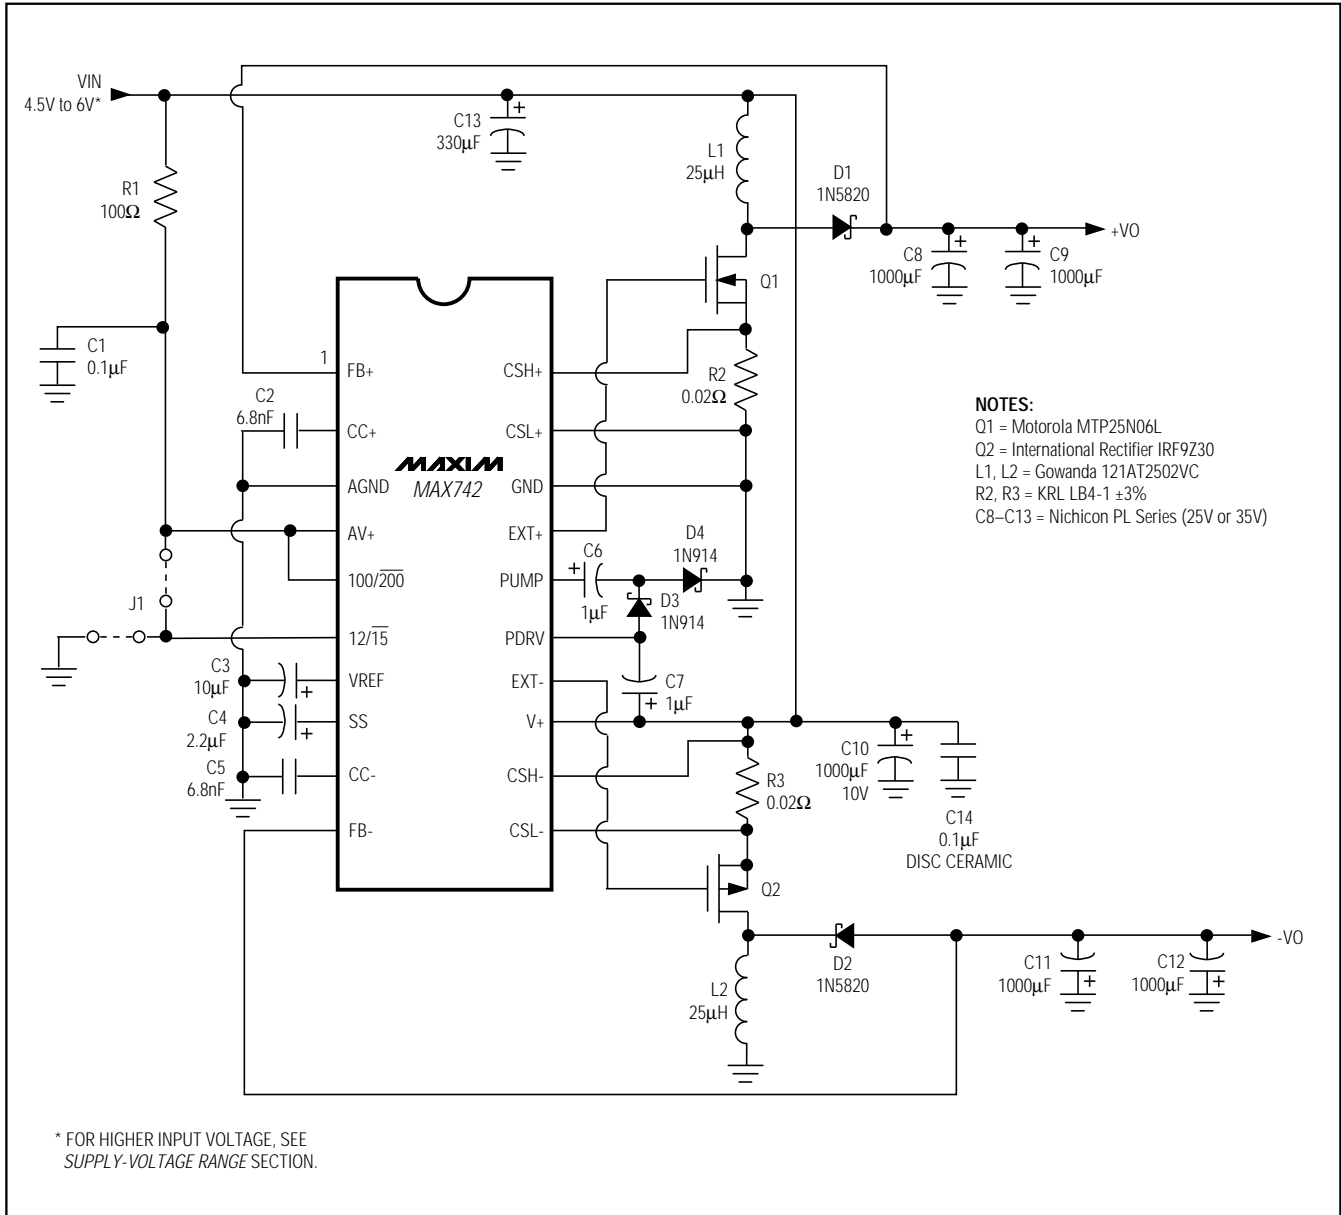 VIN
4.5V to 6V*
C13
330µF
L1
25µH
D1
1N5820
+VO
R1
100Ω
C8
1000µF
C9
1000µF
Q1
C1
0.1µF
1
FB+
CSH+
R2
0.02Ω
C2
6.8nF
CC+
CSL+
MAXIM
MAX742
AGND
GND
AV+
EXT+
100/200
PUMP
C6
1µF
D4
1N914
D3
1N914
J1
12/15
PDRV
C3
10µF
VREF
EXT-
C7
1µF
C4
2.2µF
SS
V+
C5
6.8nF
CC-
CSH-
R3
0.02Ω
C10
1000µF
10V
C14
0.1µF
DISC CERAMIC
FB-
CSL-
Q2
D2
1N5820
-VO
C11
1000µF
C12
1000µF
L2
25µH
NOTES:
Q1 = Motorola MTP25N06L
Q2 = International Rectifier IRF9Z30
L1, L2 = Gowanda 121AT2502VC
R2, R3 = KRL LB4-1 ±3%
C8–C13 = Nichicon PL Series (25V or 35V)
* FOR HIGHER INPUT VOLTAGE, SEE
SUPPLY-VOLTAGE RANGE SECTION.